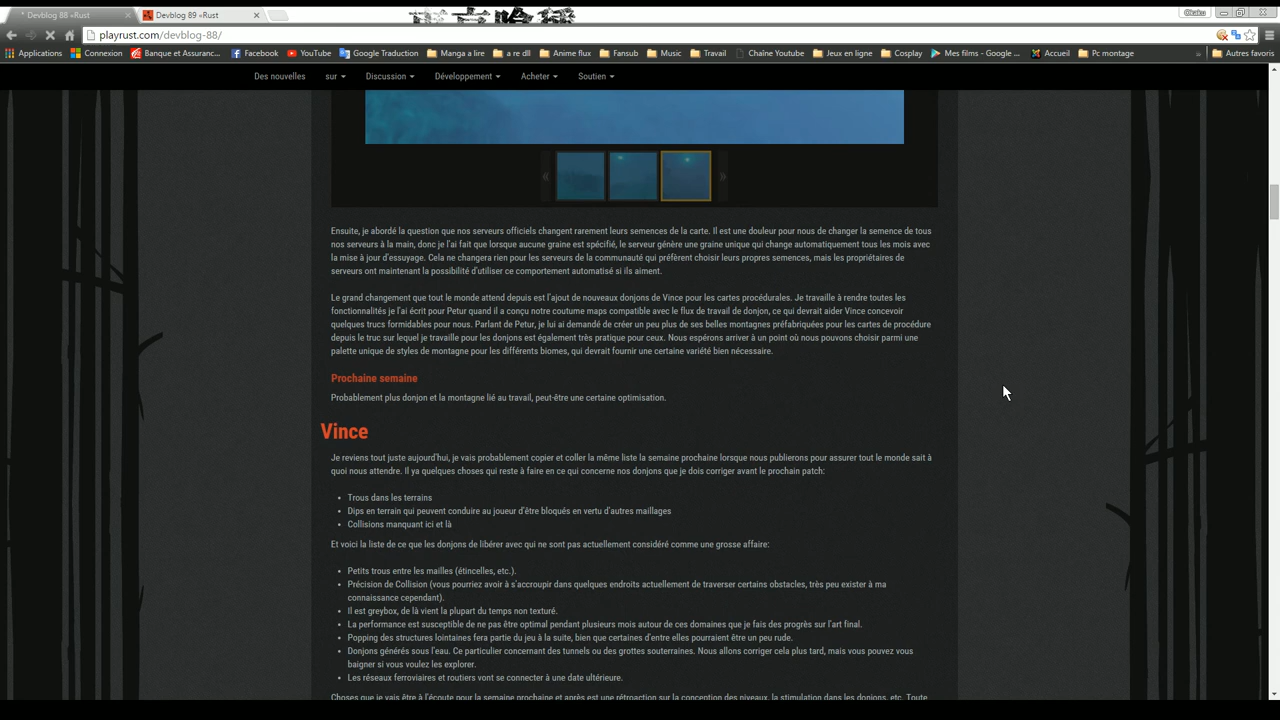 Devblog 88 »Rust
Devblog 89 »Rust
Okaku
playrust.com/devblog-88/
Applications
Connexion
Banque et Assuranc...
Facebook
YouTube
Google Traduction
Manga a lire
a re dl
Anime flux
Fansub
Music
Travail
Chaîne Youtube
Mes films - Google ...
Jeux en ligne
Cosplay
Accueil
Pc montage
Autres favoris
Des nouvelles
sur
Discussion
Développement
Acheter
Soutien
Ensuite, je abordé la question que nos serveurs officiels changent rarement leurs semences de la carte. Il est une douleur pour nous de changer la semence de tous
nos serveurs à la main, donc je l'ai fait que lorsque aucune graine est spécifié, le serveur génère une graine unique qui change automatiquement tous les mois avec
la mise à jour d'essuyage. Cela ne changera rien pour les serveurs de la communauté qui préfèrent choisir leurs propres semences, mais les propriétaires de
serveurs ont maintenant la possibilité d'utiliser ce comportement automatisé si ils aiment.
Le grand changement que tout le monde attend depuis est l'ajout de nouveaux donjons de Vince pour les cartes procédurales. Je travaille à rendre toutes les
fonctionnalités je l'ai écrit pour Petur quand il a conçu notre coutume maps compatible avec le flux de travail de donjon, ce qui devrait aider Vince concevoir
quelques trucs formidables pour nous. Parlant de Petur, je lui ai demandé de créer un peu plus de ses belles montagnes préfabriquées pour les cartes de procédure
depuis le truc sur lequel je travaille pour les donjons est également très pratique pour ceux. Nous espérons arriver à un point où nous pouvons choisir parmi une
palette unique de styles de montagne pour les différents biomes, qui devrait fournir une certaine variété bien nécessaire.
Prochaine semaine
Probablement plus donjon et la montagne lié au travail, peut-être une certaine optimisation.
Vince
Je reviens tout juste aujourd'hui, je vais probablement copier et coller la même liste la semaine prochaine lorsque nous publierons pour assurer tout le monde sait à
quoi nous attendre. Il ya quelques choses qui reste à faire en ce qui concerne nos donjons que je dois corriger avant le prochain patch:
Trous dans les terrains
Dips en terrain qui peuvent conduire au joueur d'être bloqués en vertu d'autres maillages
Collisions manquant ici et là
Et voici la liste de ce que les donjons de libérer avec qui ne sont pas actuellement considéré comme une grosse affaire:
Petits trous entre les mailles (étincelles, etc.).
Précision de Collision (vous pourriez avoir à s'accroupir dans quelques endroits actuellement de traverser certains obstacles, très peu exister à ma
connaissance cependant).
Il est greybox, de là vient la plupart du temps non texturé.
La performance est susceptible de ne pas être optimal pendant plusieurs mois autour de ces domaines que je fais des progrès sur l'art final.
Popping des structures lointaines fera partie du jeu à la suite, bien que certaines d'entre elles pourraient être un peu rude.
Donjons générés sous l'eau. Ce particulier concernant des tunnels ou des grottes souterraines. Nous allons corriger cela plus tard, mais vous pouvez vous
baigner si vous voulez les explorer.
Les réseaux ferroviaires et routiers vont se connecter à une date ultérieure.
Choses que je vais être à l'écoute pour la semaine prochaine et après est une rétroaction sur la conception des niveaux, la stimulation dans les donjons, etc. Toute